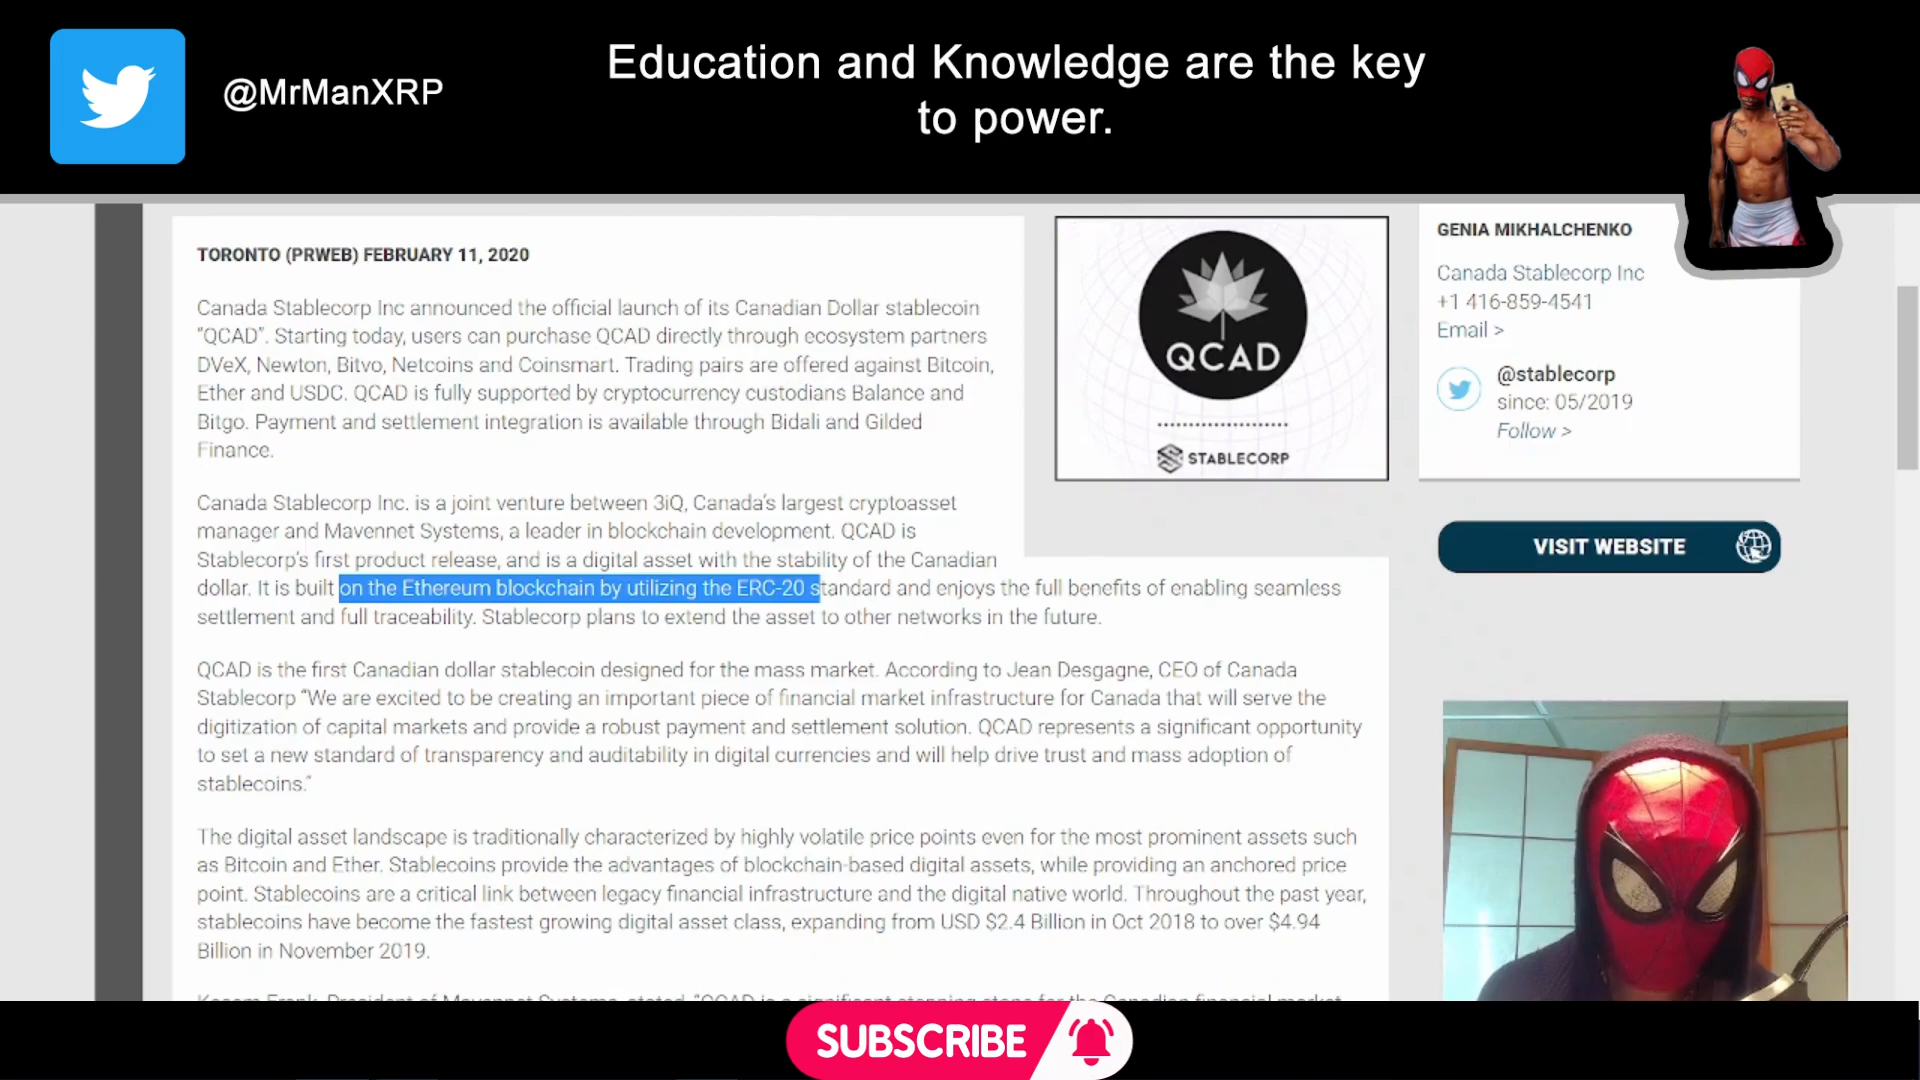 @MrManXRP
Education and Knowledge are the key
to power.
TORONTO (PRWEB) FEBRUARY 11, 2020
Canada Stablecorp Inc announced the official launch of its Canadian Dollar stablecoin
"QCAD". Starting today, users can purchase QCAD directly through ecosystem partners
DVeX, Newton, Bitvo, Netcoins and Coinsmart. Trading pairs are offered against Bitcoin,
Ether and USDC. QCAD is fully supported by cryptocurrency custodians Balance and
Bitgo. Payment and settlement integration is available through Bidali and Gilded
Finance.
Canada Stablecorp Inc. is a joint venture between 3iQ, Canada's largest cryptoasset
manager and Mavennet Systems, a leader in blockchain development. QCAD is
Stablecorp's first product release, and is a digital asset with the stability of the Canadian
dollar. It is built on the Ethereum blockchain by utilizing the ERC-20 standard and enjoys the full benefits of enabling seamless
settlement and full traceability. Stablecorp plans to extend the asset to other networks in the future.
QCAD is the first Canadian dollar stablecoin designed for the mass market. According to Jean Desgagne, CEO of Canada
Stablecorp "We are excited to be creating an important piece of financial market infrastructure for Canada that will serve the
digitization of capital markets and provide a robust payment and settlement solution. QCAD represents a significant opportunity
to set a new standard of transparency and auditability in digital currencies and will help drive trust and mass adoption of
stablecoins."
The digital asset landscape is traditionally characterized by highly volatile price points even for the most prominent assets such
as Bitcoin and Ether. Stablecoins provide the advantages of blockchain-based digital assets, while providing an anchored price
point. Stablecoins are a critical link between legacy financial infrastructure and the digital native world. Throughout the past year,
stablecoins have become the fastest growing digital asset class, expanding from USD $2.4 Billion in Oct 2018 to over $4.94
Billion in November 2019.
QCAD
STABLECORP
GENIA MIKHALCHENKO
Canada Stablecorp Inc
+1 416-859-4541
Email >
@stablecorp
since: 05/2019
Follow >
VISIT WEBSITE
SUBSCRIBE